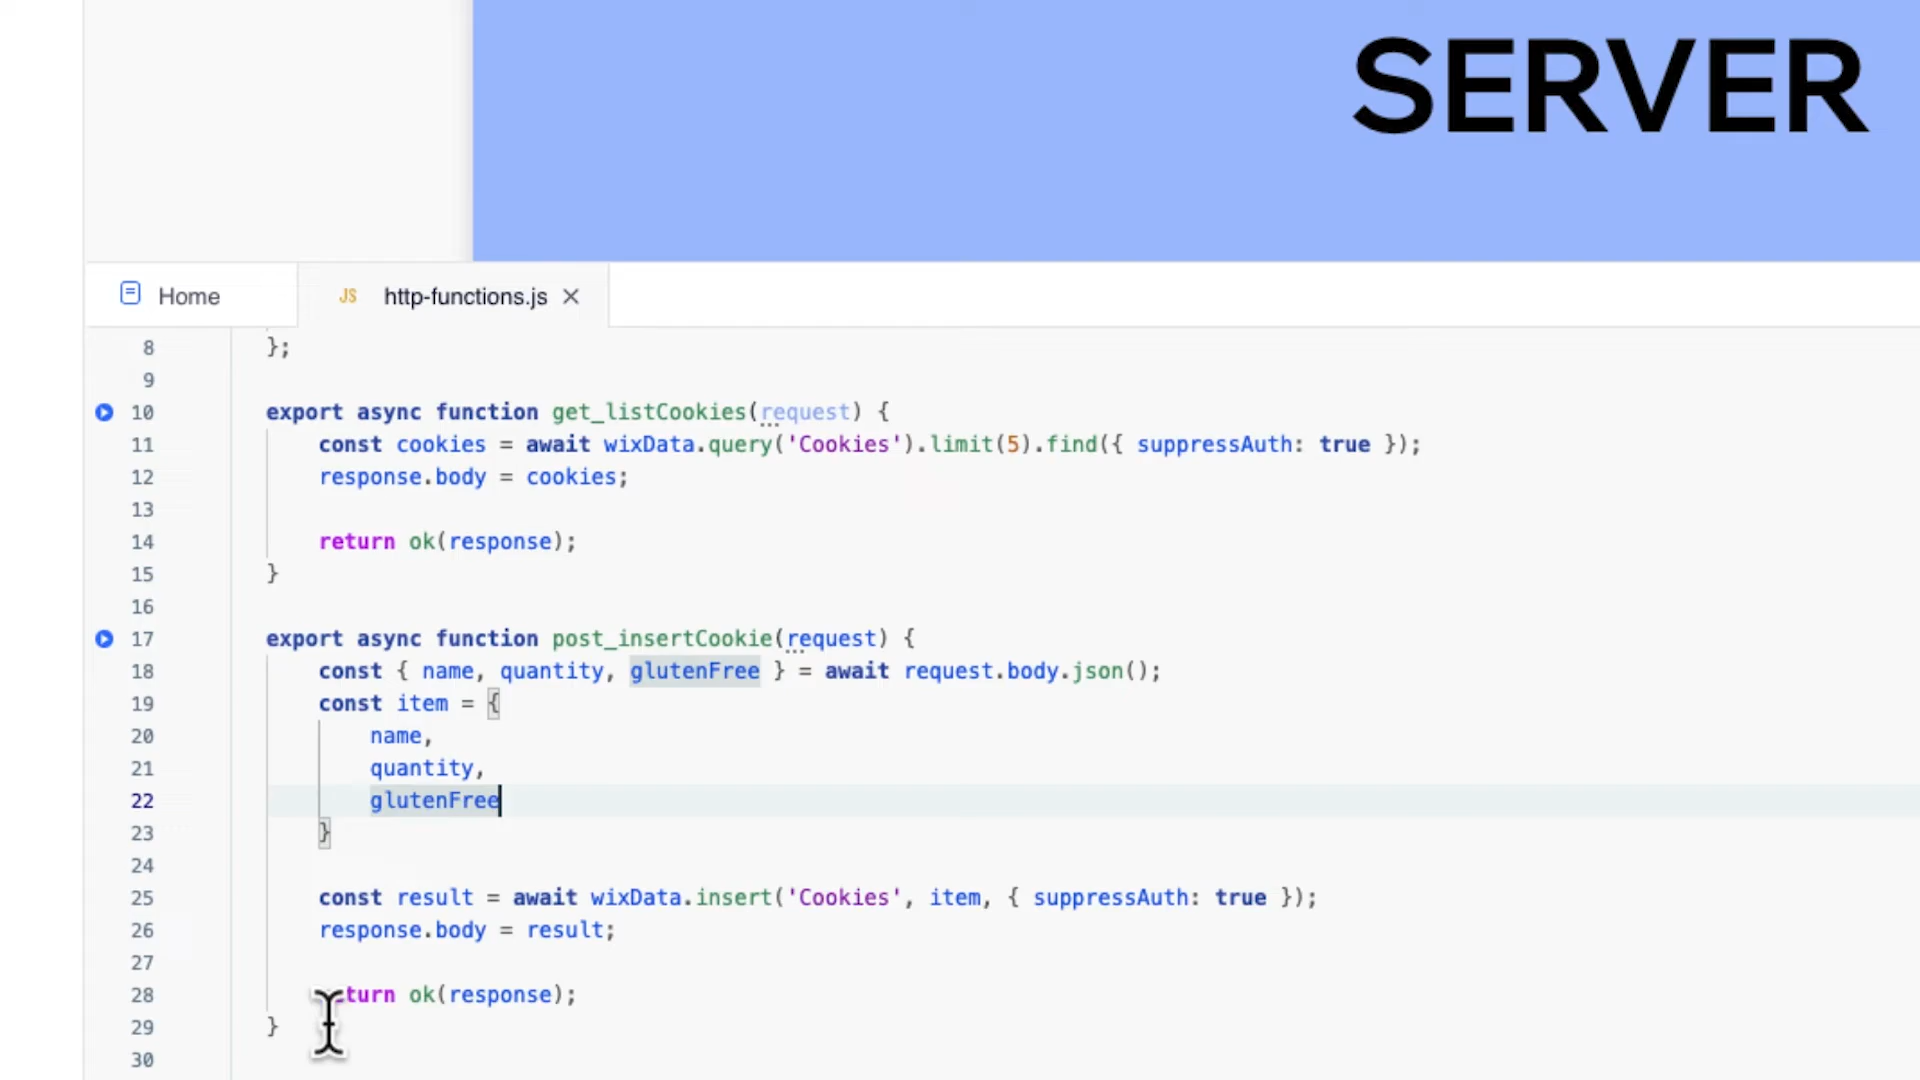 SERVER
Home
JS http-functions.js
8 };
9
10 export async function get_listCookies(request) {
11 const cookies = await wixData.query('Cookies').limit(5).find({ suppressAuth: true });
12 response.body = cookies;
13
14 return ok(response);
15 }
16
17 export async function post_insertCookie(request) {
18 const { name, quantity, glutenFree } = await request.body.json();
19 const item = {
20 name,
21 quantity,
22 glutenFree
23 }
24
25 const result = await wixData.insert('Cookies', item, { suppressAuth: true });
26 response.body = result;
27
28 return ok(response);
29 }
30